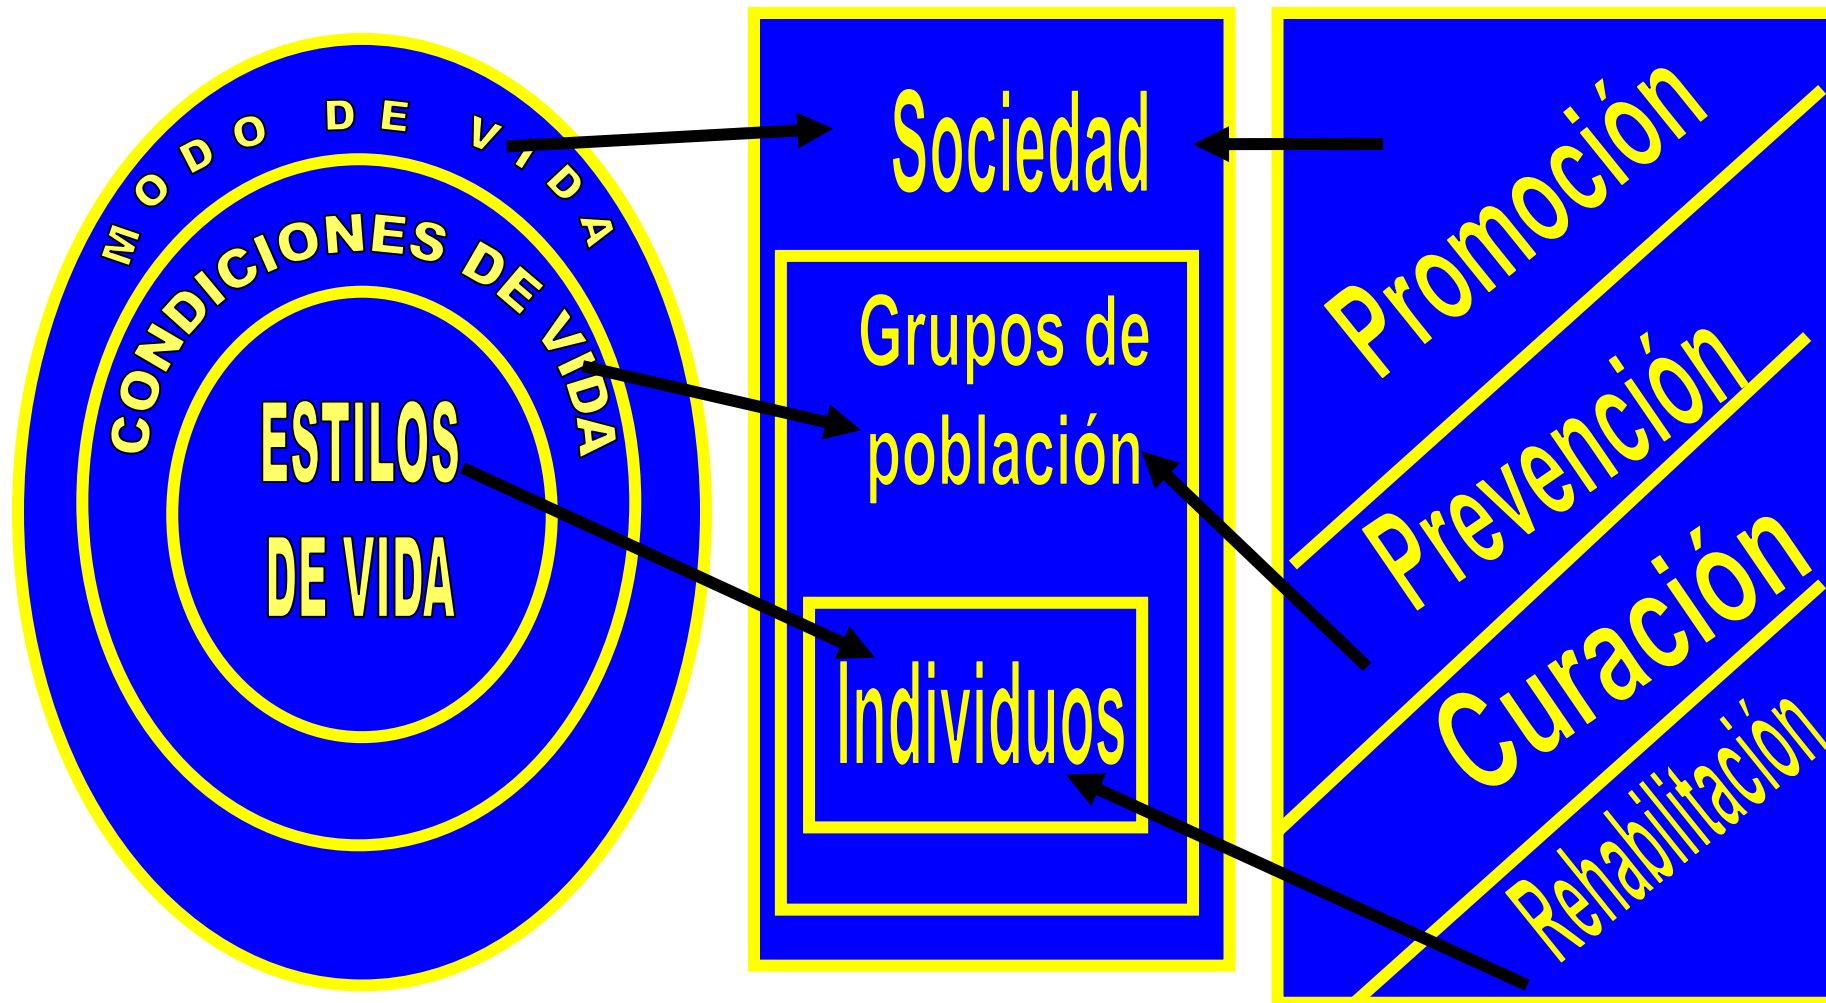 MODO DE VIDA
CONDICIONES DE VIDA
ESTILOS
DE VIDA
Sociedad
Grupos de
población
Individuos
Promoción
Prevención
Curación
Rehabilitación